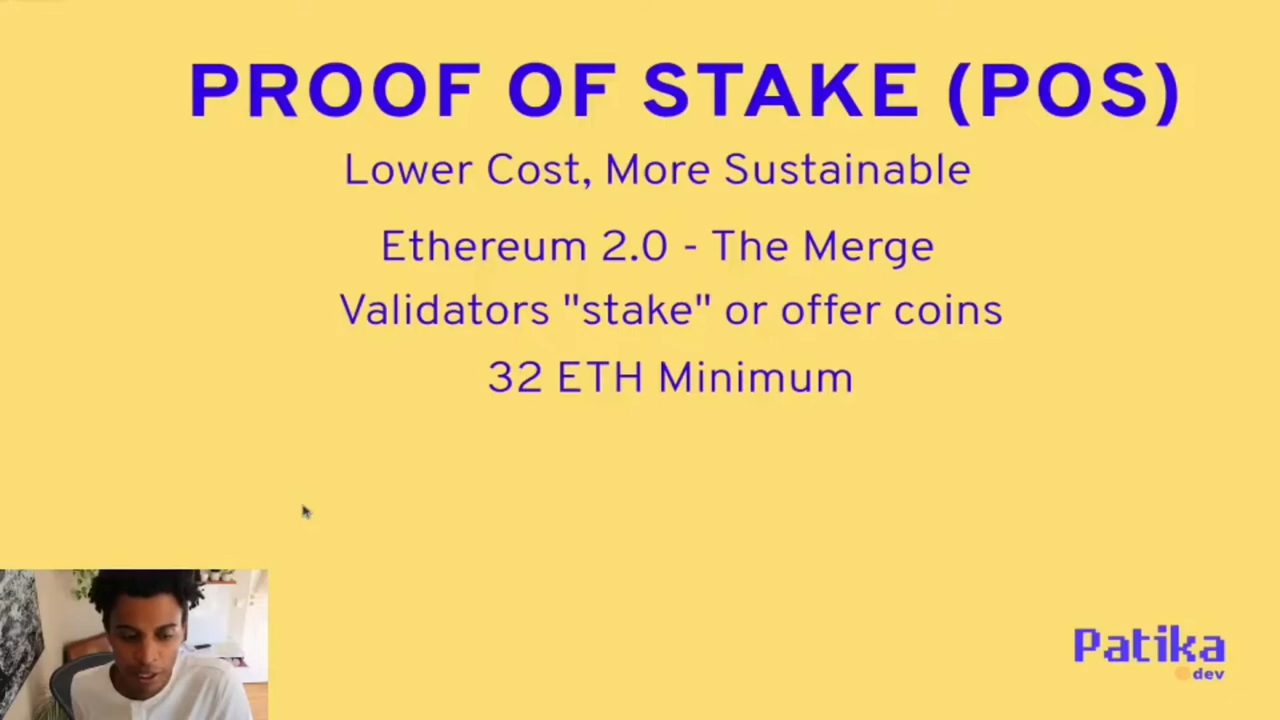 PROOF OF STAKE (POS)
Lower Cost, More Sustainable
Ethereum 2.0 - The Merge
Validators "stake" or offer coins
32 ETH Minimum
Patika
dev